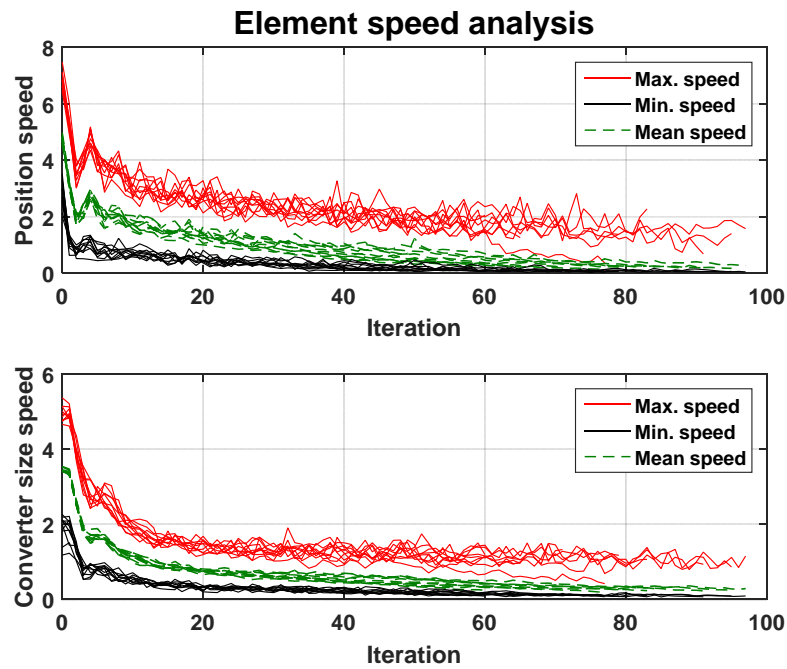 Element speed analysis
Position speed
8
6
4
2
0
Max. speed
Min. speed
Mean speed
0 20 40 60 80 100
Iteration
Converter size speed
6
4
2
0
Max. speed
Min. speed
Mean speed
0 20 40 60 80 100
Iteration